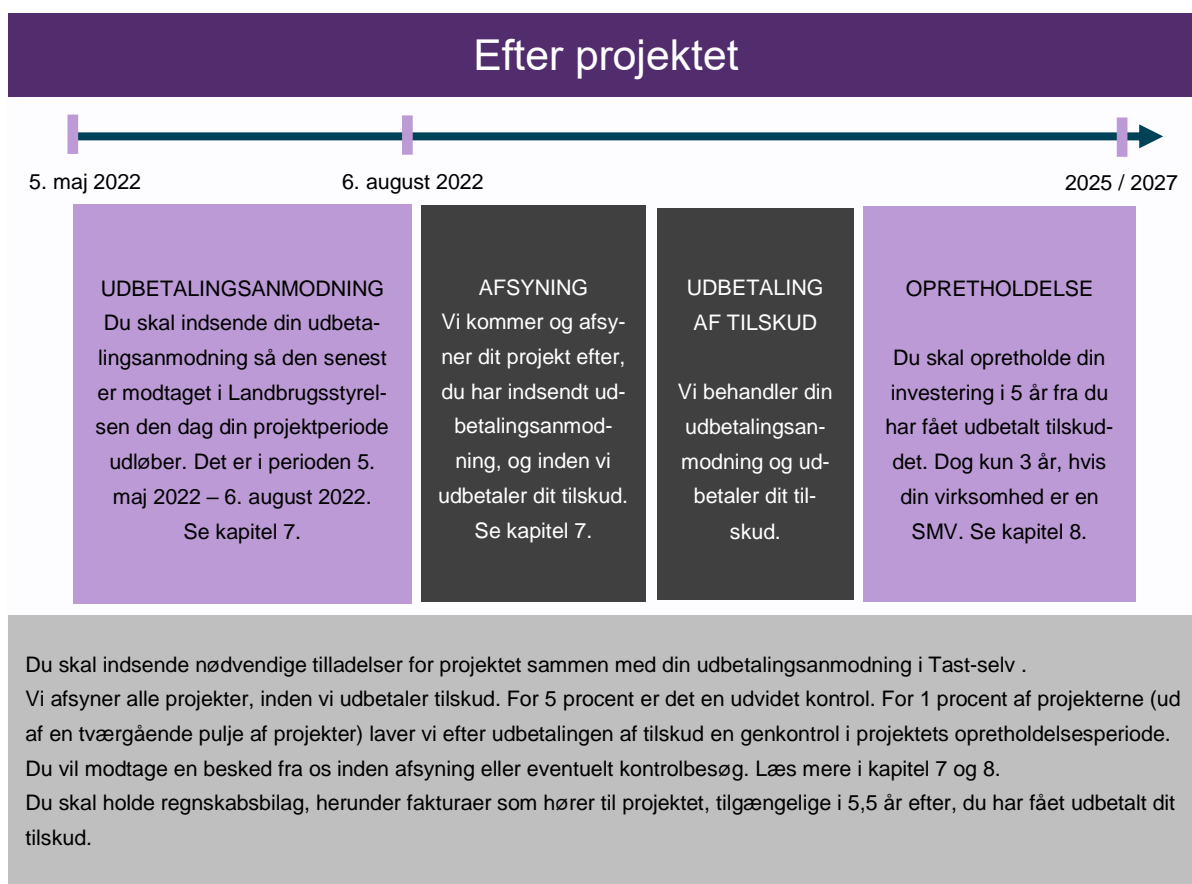 Efter projektet
5. maj 2022
6. august 2022
2025 / 2027
UDBETALINGSANMODNING
Du skal indsende din udbeta-
lingsanmodning så den senest
er modtaget i Landbrugsstyrel-
sen den dag din projektperiode
udløber. Det er i perioden 5.
maj 2022 – 6. august 2022.
Se kapitel 7.
AFSYNING
Vi kommer og afsy-
ner dit projekt efter,
du har indsendt ud-
betalingsanmod-
ning, og inden vi
udbetaler dit tilskud.
Se kapitel 7.
UDBETALING
AF TILSKUD
Vi behandler din
udbetalingsan-
modning og ud-
betaler dit til-
skud.
OPRETHOLDELSE
Du skal opretholde din
investering i 5 år fra du
har fået udbetalt tilskud-
det. Dog kun 3 år, hvis
din virksomhed er en
SMV. Se kapitel 8.
Du skal indsende nødvendige tilladelser for projektet sammen med din udbetalingsanmodning i Tast-selv .
Vi afsyner alle projekter, inden vi udbetaler tilskud. For 5 procent er det en udvidet kontrol. For 1 procent af projekterne (ud
af en tværgående pulje af projekter) laver vi efter udbetalingen af tilskud en genkontrol i projektets opretholdelsesperiode.
Du vil modtage en besked fra os inden afsyning eller eventuelt kontrolbesøg. Læs mere i kapitel 7 og 8.
Du skal holde regnskabsbilag, herunder fakturaer som hører til projektet, tilgængelige i 5,5 år efter, du har fået udbetalt dit
tilskud.